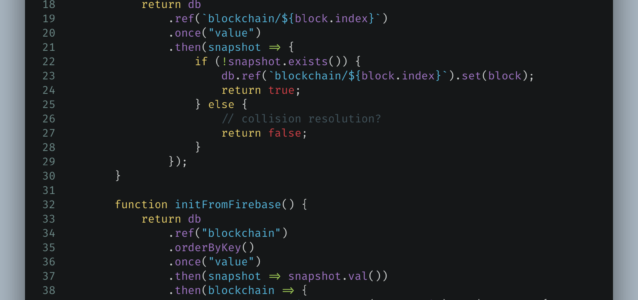 18 return db
19 .ref(`blockchain/${block.index}`)
20 .once("value")
21 .then(snapshot => {
22 if (!snapshot.exists()) {
23 db.ref(`blockchain/${block.index}`).set(block);
24 return true;
25 } else {
26 // collision resolution?
27 return false;
28 }
29 });
30 }
31
32 function initFromFirebase() {
33 return db
34 .ref("blockchain")
35 .orderByKey()
36 .once("value")
37 .then(snapshot => snapshot.val())
38 .then(blockchain => {